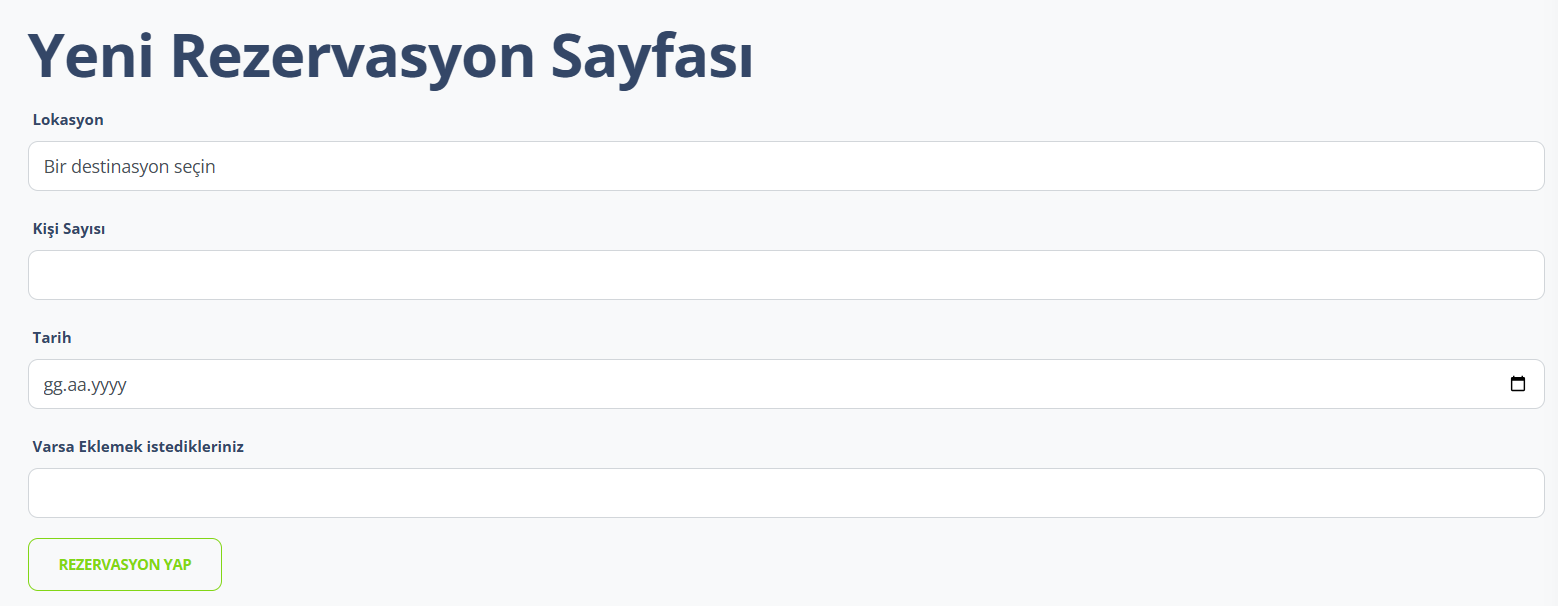 Yeni Rezervasyon Sayfası
Lokasyon
Bir destinasyon seçin
Kişi Sayısı
Tarih
gg.aa.yyyy
Varsa Eklemek istedikleriniz
REZERVASYON YAP